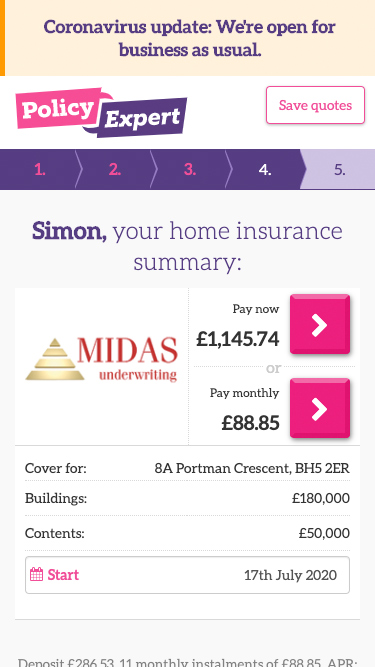 Coronavirus update: We're open for
business as usual.
Policy
Expert
Save quotes
1. 2. 3. 4. 5.
Simon, your home insurance
summary:
MIDAS
underwriting
Pay now
£1,145.74
or
Pay monthly
£88.85
Cover for: 8A Portman Crescent, BH5 2ER
Buildings: £180,000
Contents: £50,000
Start 17th July 2020
Deposit £286.53, 11 monthly instalments of £88.85, APR: